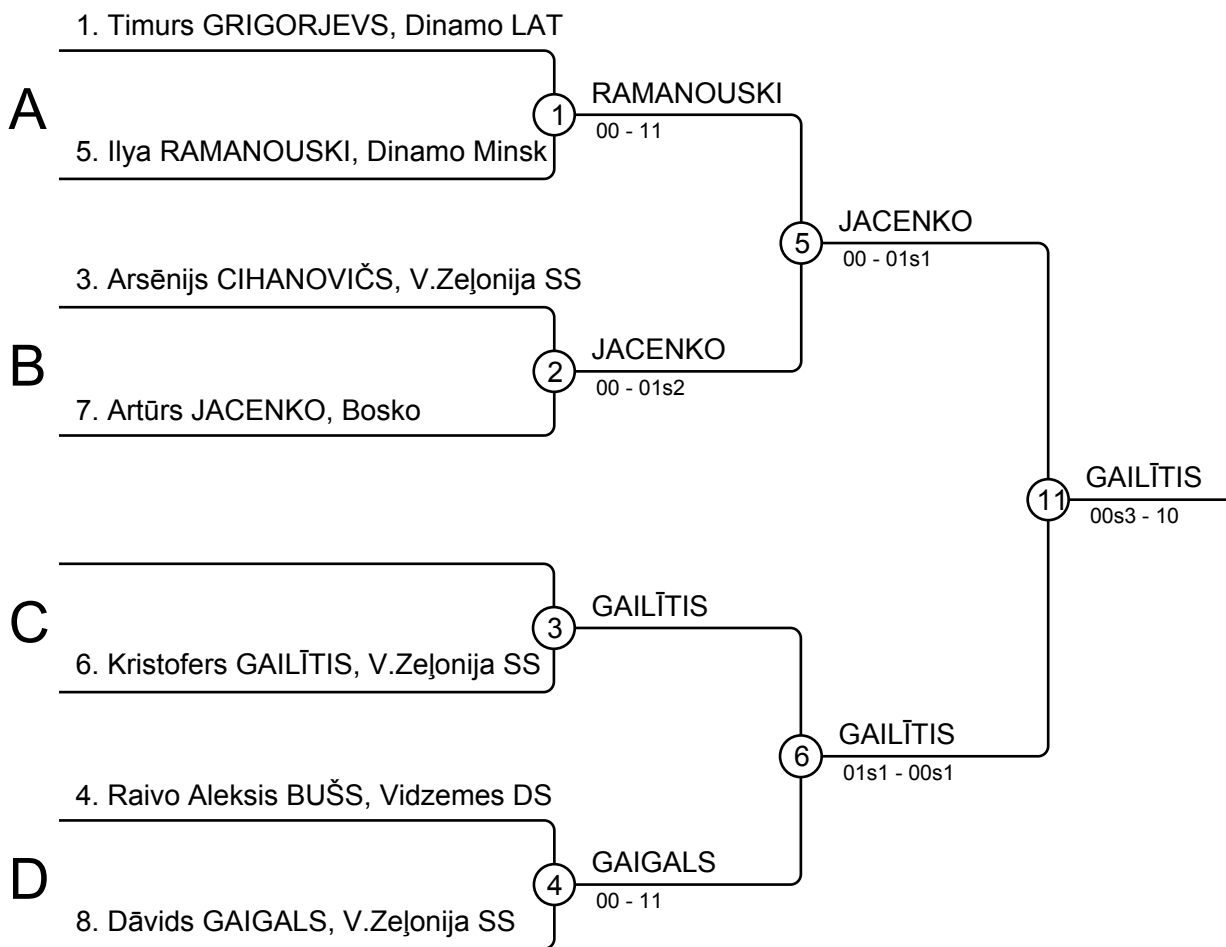 1. Timurs GRIGORJEVS, Dinamo LAT
A
1
RAMANOUSKI
00 - 11
5. Ilya RAMANOUSKI, Dinamo Minsk
5
JACENKO
00 - 01s1
3. Arsēnijs CIHANOVIČS, V.Zeļonija SS
B
2
JACENKO
00 - 01s2
7. Artūrs JACENKO, Bosko
11
GAILĪTIS
00s3 - 10
C
3
GAILĪTIS
6. Kristofers GAILĪTIS, V.Zeļonija SS
6
GAILĪTIS
01s1 - 00s1
4. Raivo Aleksis BUŠS, Vidzemes DS
D
4
GAIGALS
00 - 11
8. Dāvids GAIGALS, V.Zeļonija SS